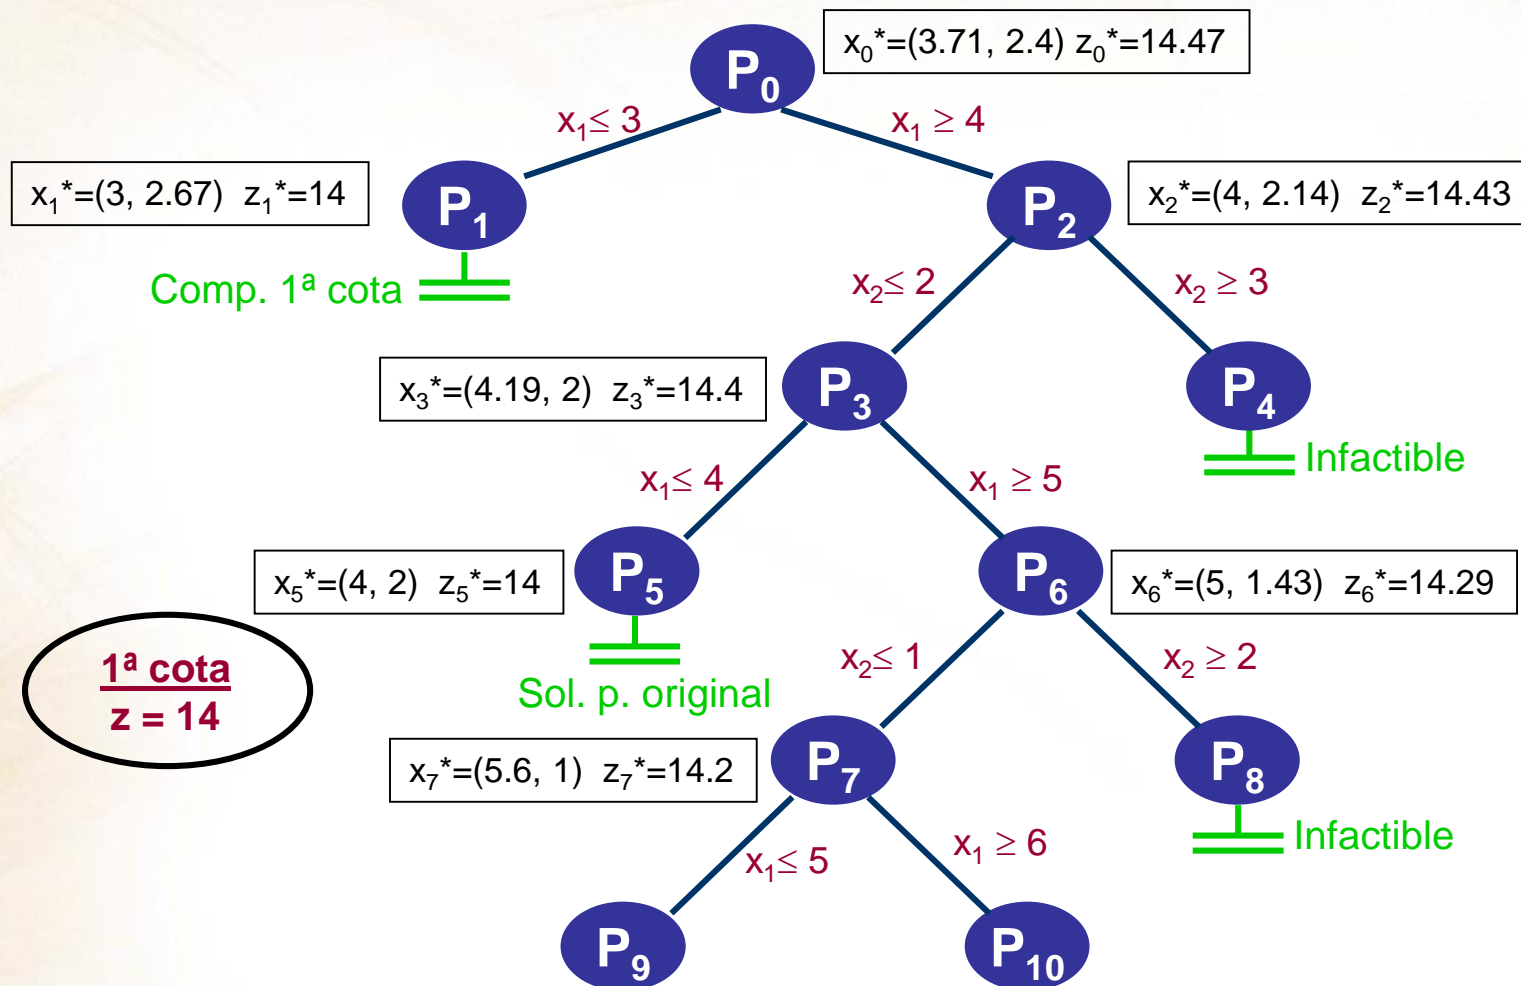 P₀
x₀*=(3.71, 2.4) z₀*=14.47
x₁≤ 3
x₁ ≥ 4
x₁*=(3, 2.67) z₁*=14
P₁
P₂
x₂*=(4, 2.14) z₂*=14.43
Comp. 1ª cota
x₂≤ 2
x₂ ≥ 3
x₃*=(4.19, 2) z₃*=14.4
P₃
P₄
Infactible
x₁≤ 4
x₁ ≥ 5
x₅*=(4, 2) z₅*=14
P₅
P₆
x₆*=(5, 1.43) z₆*=14.29
1ª cota
z = 14
Sol. p. original
x₂≤ 1
x₂ ≥ 2
x₇*=(5.6, 1) z₇*=14.2
P₇
P₈
Infactible
x₁≤ 5
x₁ ≥ 6
P₉
P₁₀